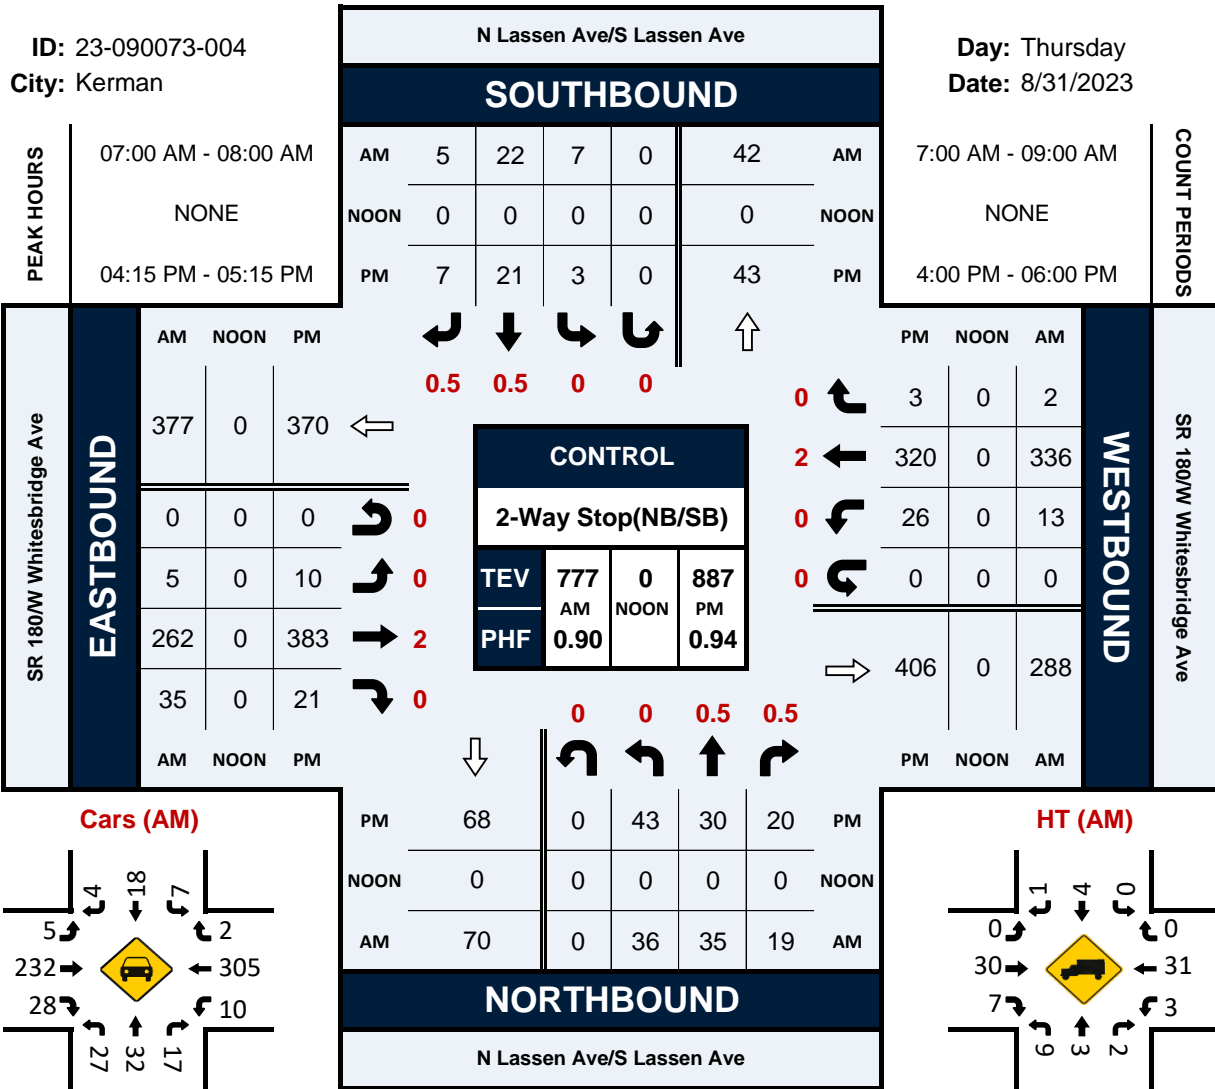 N Lassen Ave/S Lassen Ave
ID: 23-090073-004
City: Kerman
Day: Thursday
Date: 8/31/2023
SOUTHBOUND
PEAK HOURS
07:00 AM - 08:00 AM
NONE
04:15 PM - 05:15 PM
AM 5 22 7 0 42 AM
NOON 0 0 0 0 0 NOON
PM 7 21 3 0 43 PM
7:00 AM - 09:00 AM
NONE
4:00 PM - 06:00 PM
COUNT PERIODS
0.5 0.5 0 0
SR 180/W Whitesbridge Ave
EASTBOUND
AM NOON PM
377 0 370
0 0 0 0
5 0 10 0
262 0 383 2
35 0 21 0
AM NOON PM
CONTROL
2-Way Stop(NB/SB)
TEV 777 0 887
AM NOON PM
PHF 0.90 0.94
PM NOON AM
0 3 0 2
2 320 0 336
0 26 0 13
0 0 0 0
406 0 288
PM NOON AM
WESTBOUND
SR 180/W Whitesbridge Ave
0 0 0.5 0.5
PM 68 0 43 30 20 PM
NOON 0 0 0 0 0 NOON
AM 70 0 36 35 19 AM
NORTHBOUND
N Lassen Ave/S Lassen Ave
Cars (AM)
4 18 7
5 2
232 305
28 10
27 32 17
HT (AM)
1 4 0
0 0
30 31
7 3
9 3 2